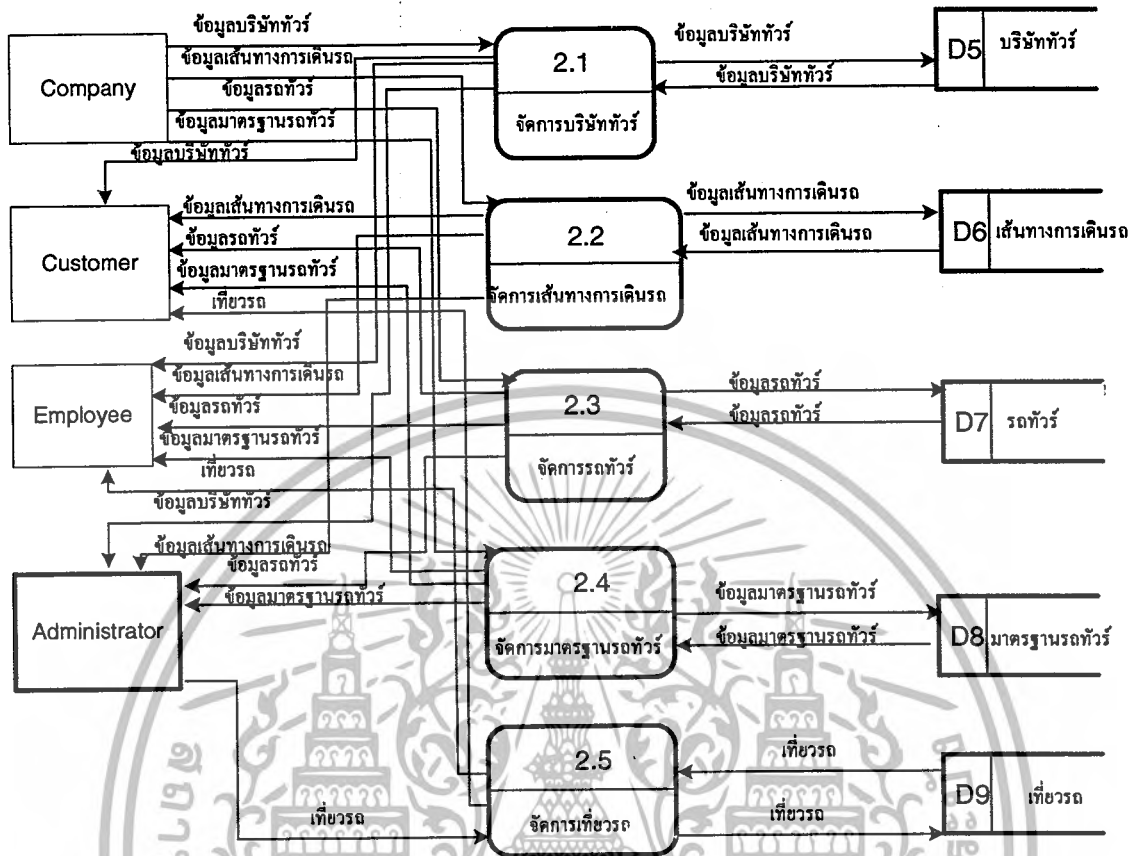 ข้อมูลบริษัททัวร์
ข้อมูลเส้นทางการเดินรถ
ข้อมูลรถทัวร์
ข้อมูลมาตรฐานรถทัวร์
Company
2.1
จัดการบริษัททัวร์
ข้อมูลบริษัททัวร์
ข้อมูลบริษัททัวร์
D5 บริษัททัวร์
ข้อมูลบริษัททัวร์
ข้อมูลเส้นทางการเดินรถ
ข้อมูลรถทัวร์
ข้อมูลมาตรฐานรถทัวร์
เที่ยวรถ
Customer
2.2
จัดการเส้นทางการเดินรถ
ข้อมูลเส้นทางการเดินรถ
ข้อมูลเส้นทางการเดินรถ
D6 เส้นทางการเดินรถ
ข้อมูลบริษัททัวร์
ข้อมูลเส้นทางการเดินรถ
ข้อมูลรถทัวร์
ข้อมูลมาตรฐานรถทัวร์
เที่ยวรถ
Employee
2.3
จัดการรถทัวร์
ข้อมูลรถทัวร์
ข้อมูลรถทัวร์
D7 รถทัวร์
ข้อมูลบริษัททัวร์
ข้อมูลเส้นทางการเดินรถ
ข้อมูลรถทัวร์
ข้อมูลมาตรฐานรถทัวร์
Administrator
2.4
จัดการมาตรฐานรถทัวร์
ข้อมูลมาตรฐานรถทัวร์
ข้อมูลมาตรฐานรถทัวร์
D8 มาตรฐานรถทัวร์
เที่ยวรถ
2.5
จัดการเที่ยวรถ
เที่ยวรถ
เที่ยวรถ
D9 เที่ยวรถ